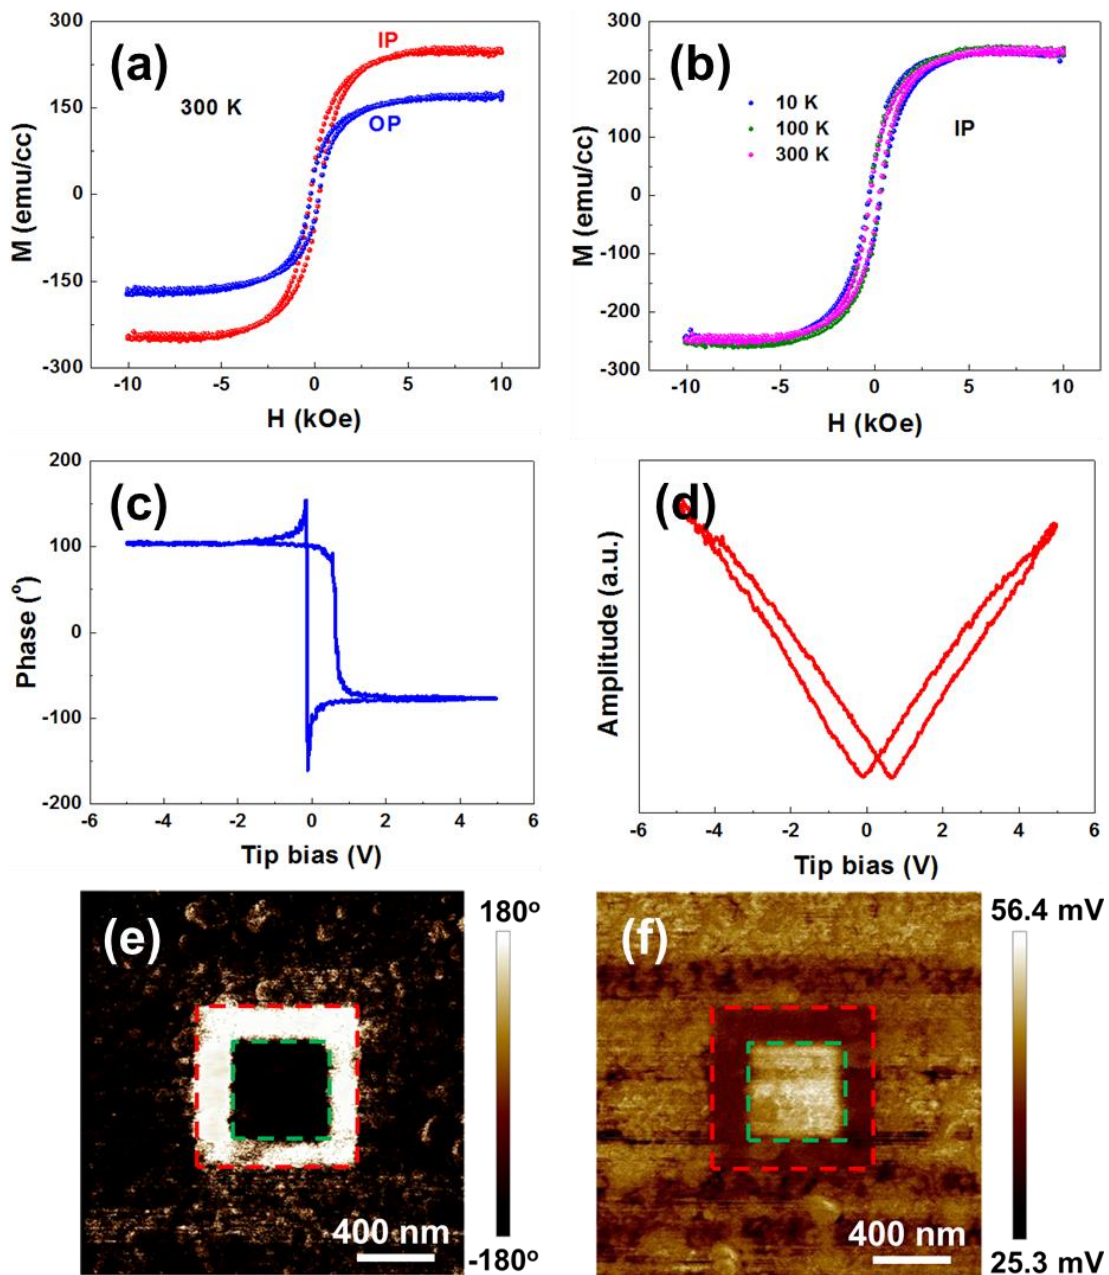 (a)
IP
300 K
OP
300
150
0
-150
-300
M (emu/cc)
-10
-5
0
5
10
H (kOe)
(b)
10 K
100 K
300 K
IP
300
200
100
0
-100
-200
-300
M (emu/cc)
-10
-5
0
5
10
H (kOe)
(c)
200
100
0
-100
-200
Phase (°)
-6
-4
-2
0
2
4
6
Tip bias (V)
(d)
Amplitude (a.u.)
-6
-4
-2
0
2
4
6
Tip bias (V)
(e)
180°
-180°
400 nm
(f)
56.4 mV
25.3 mV
400 nm